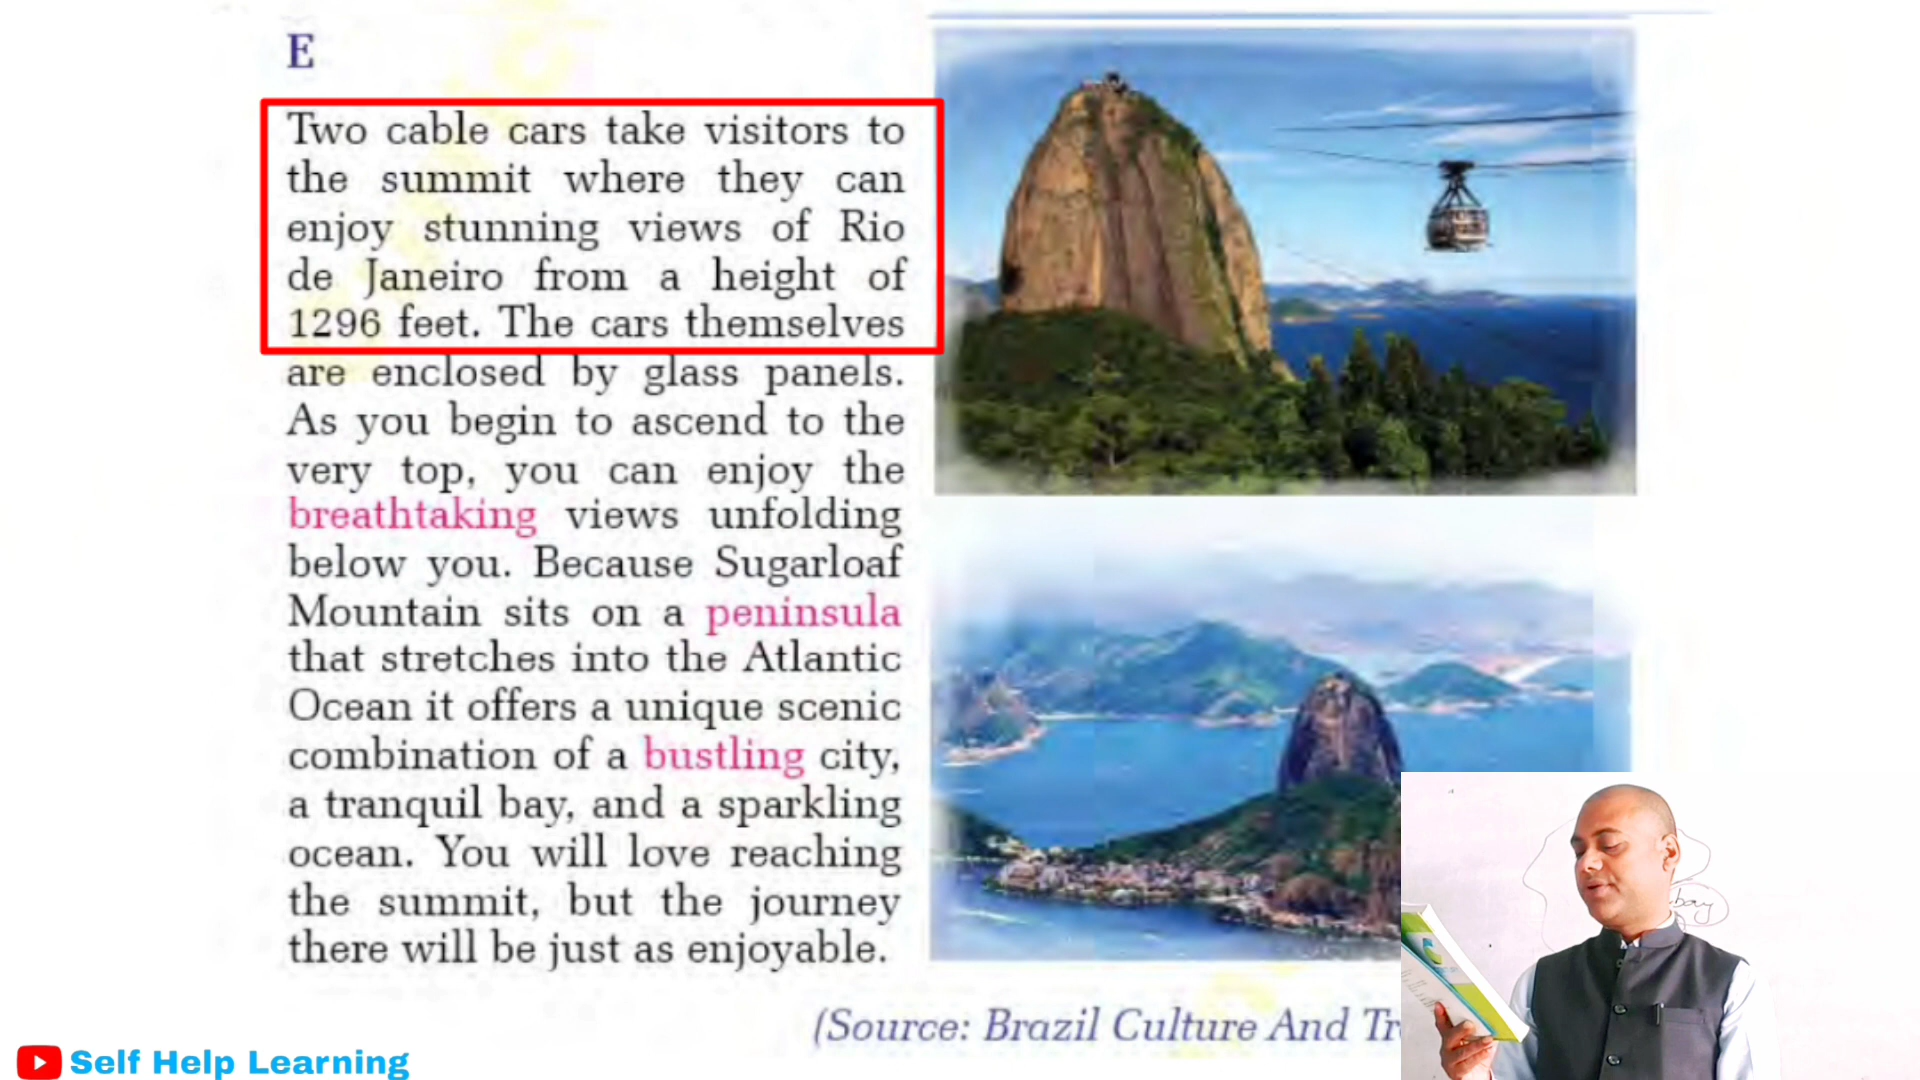 E
Two cable cars take visitors to
the summit where they can
enjoy stunning views of Rio
de Janeiro from a height of
1296 feet. The cars themselves
are enclosed by glass panels.
As you begin to ascend to the
very top, you can enjoy the
breathtaking views unfolding
below you. Because Sugarloaf
Mountain sits on a peninsula
that stretches into the Atlantic
Ocean it offers a unique scenic
combination of a bustling city,
a tranquil bay, and a sparkling
ocean. You will love reaching
the summit, but the journey
there will be just as enjoyable.
(Source: Brazil Culture And Tr
bay
Self Help Learning